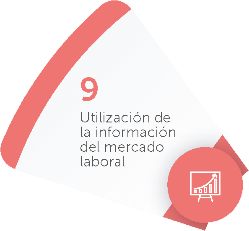 9
Utilización de
la información
del mercado
laboral